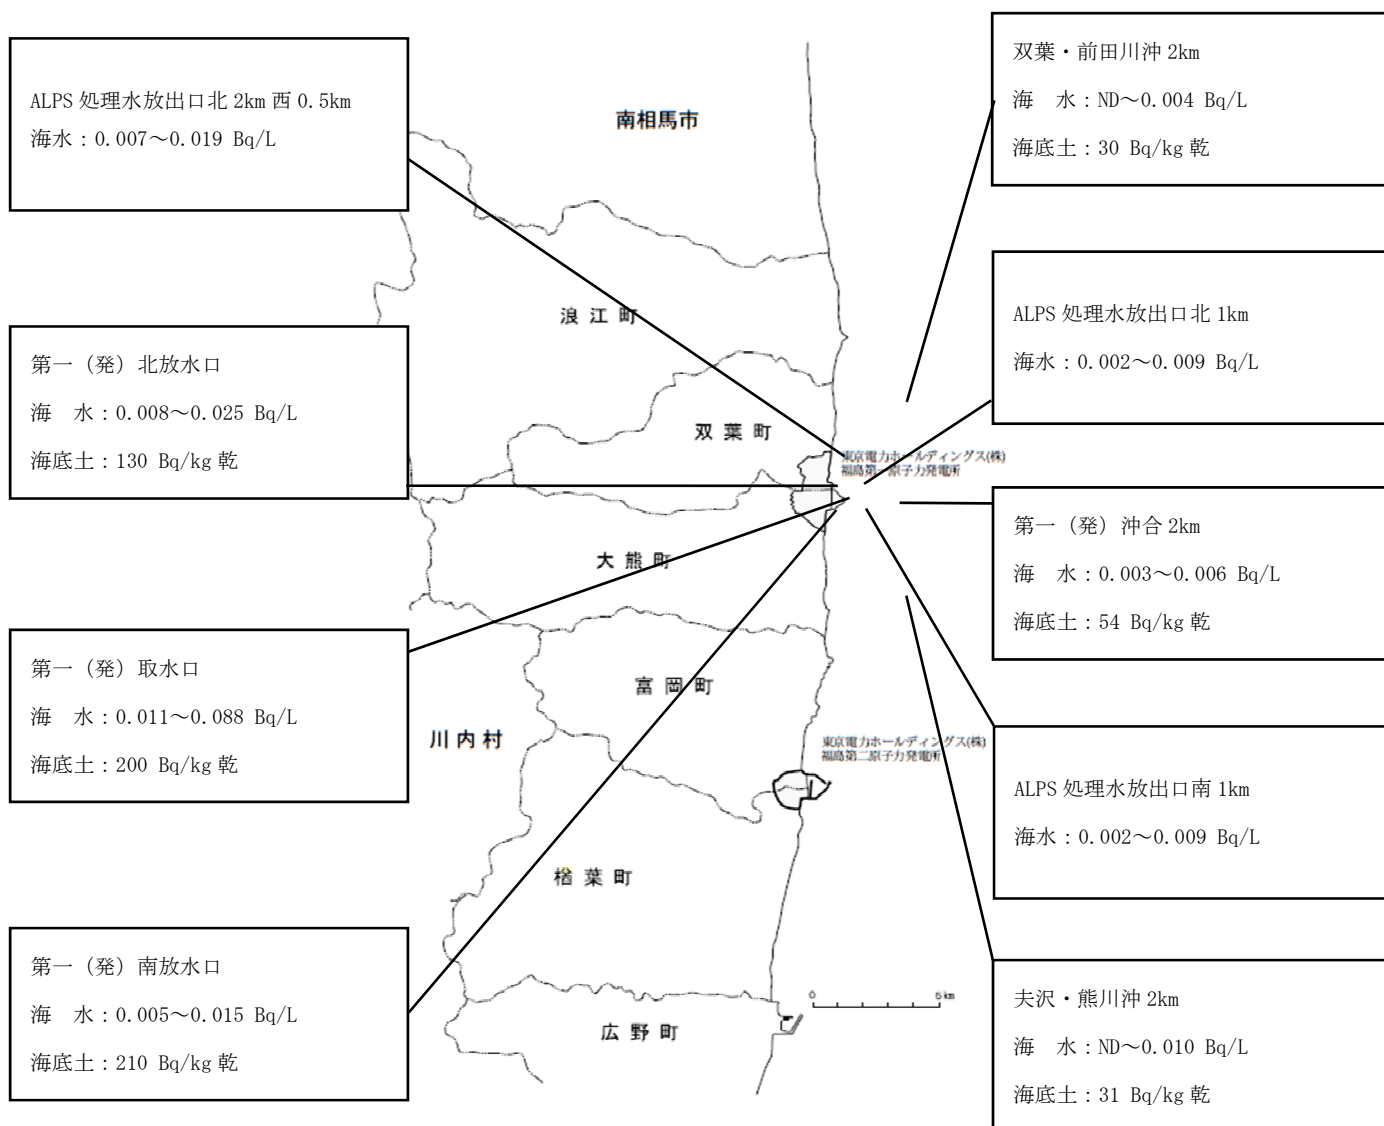 ALPS 処理水放出口北 2km 西 0.5km
海水：0.007～0.019 Bq/L
第一（発）北放水口
海　水：0.008～0.025 Bq/L
海底土：130 Bq/kg 乾
第一（発）取水口
海　水：0.011～0.088 Bq/L
海底土：200 Bq/kg 乾
第一（発）南放水口
海　水：0.005～0.015 Bq/L
海底土：210 Bq/kg 乾
南相馬市
浪江町
双葉町
東京電力ホールディングス(株)
福島第一原子力発電所
大熊町
富岡町
川内村
東京電力ホールディングス(株)
福島第二原子力発電所
楢葉町
広野町
0 5km
双葉・前田川沖 2km
海　水：ND～0.004 Bq/L
海底土：30 Bq/kg 乾
ALPS 処理水放出口北 1km
海水：0.002～0.009 Bq/L
第一（発）沖合 2km
海　水：0.003～0.006 Bq/L
海底土：54 Bq/kg 乾
ALPS 処理水放出口南 1km
海水：0.002～0.009 Bq/L
夫沢・熊川沖 2km
海　水：ND～0.010 Bq/L
海底土：31 Bq/kg 乾